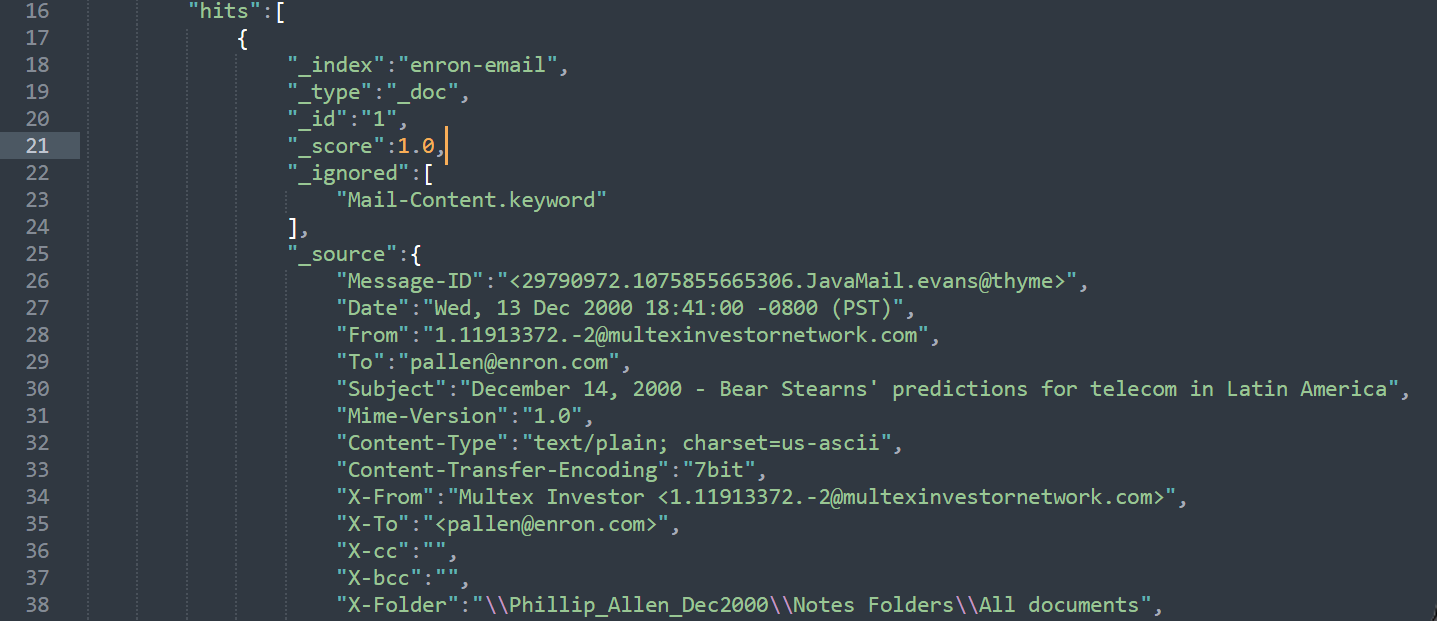 16 "hits":[
17 {
18 "_index":"enron-email",
19 "_type":"_doc",
20 "_id":"1",
21 "_score":1.0,
22 "_ignored":[
23 "Mail-Content.keyword"
24 ],
25 "_source":{
26 "Message-ID":"<29790972.1075855665306.JavaMail.evans@thyme>",
27 "Date":"Wed, 13 Dec 2000 18:41:00 -0800 (PST)",
28 "From":"1.11913372.-2@multexinvestornetwork.com",
29 "To":"pallen@enron.com",
30 "Subject":"December 14, 2000 - Bear Stearns' predictions for telecom in Latin America",
31 "Mime-Version":"1.0",
32 "Content-Type":"text/plain; charset=us-ascii",
33 "Content-Transfer-Encoding":"7bit",
34 "X-From":"Multex Investor <1.11913372.-2@multexinvestornetwork.com>",
35 "X-To":"<pallen@enron.com>",
36 "X-cc":"",
37 "X-bcc":"",
38 "X-Folder":"\\Phillip_Allen_Dec2000\\Notes Folders\\All documents",